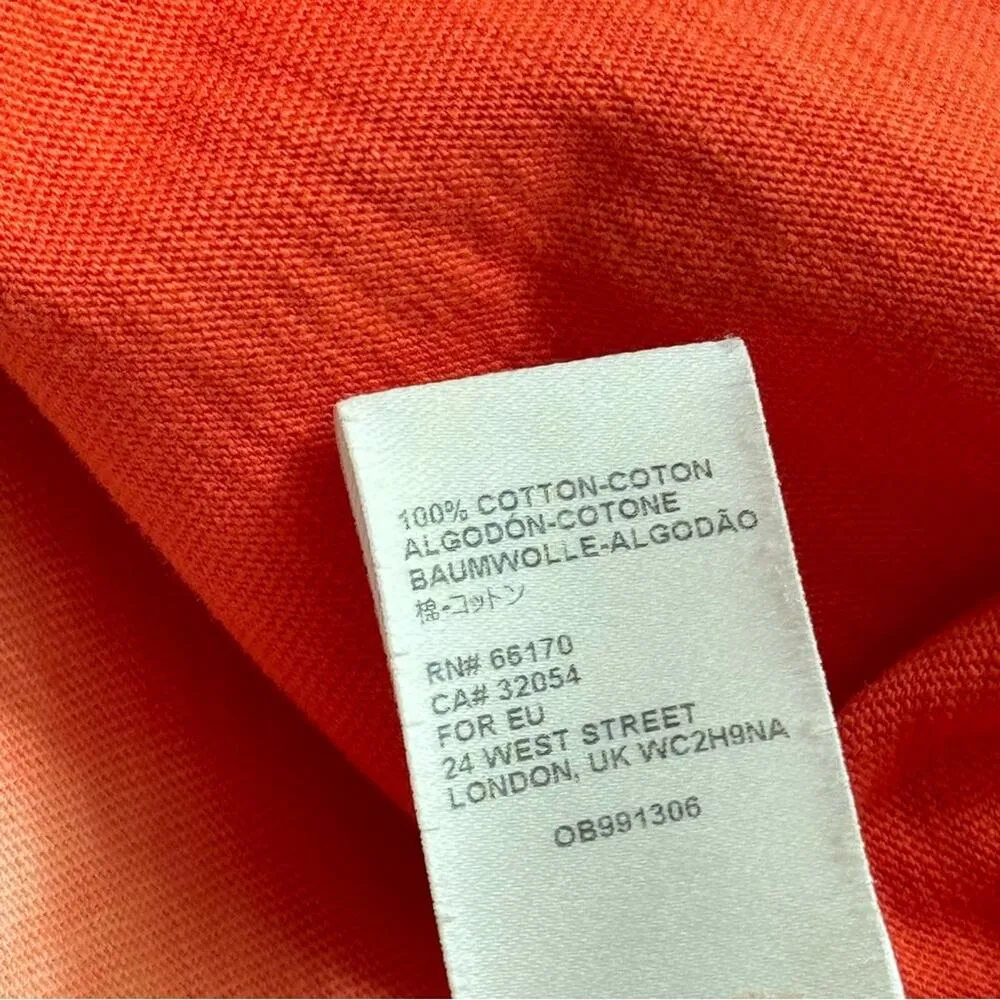 100% COTTON-COTON
ALGODÓN-COTONE
BAUMWOLLE-ALGODÃO
棉-コットン
RN# 66170
CA# 32054
FOR EU
24 WEST STREET
LONDON, UK WC2H9NA
OB991306